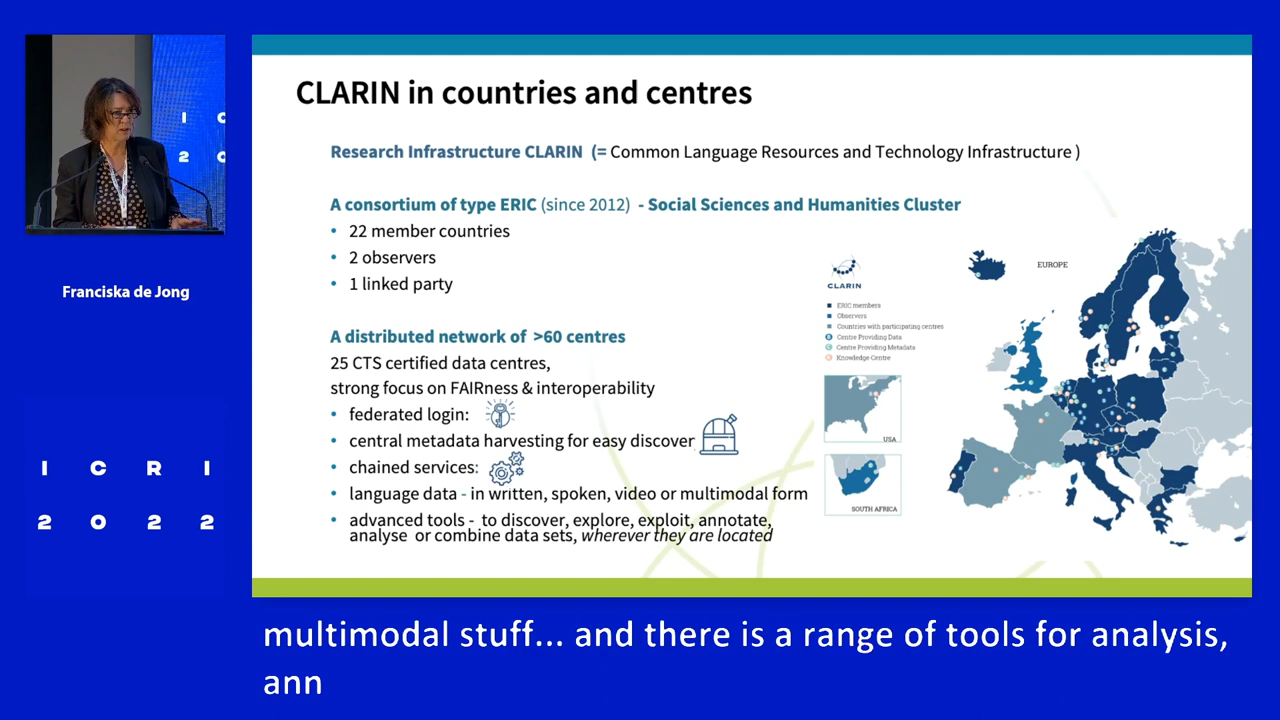 I C
2 0
Franciska de Jong
I C R I
2 0 2 2
CLARIN in countries and centres
Research Infrastructure CLARIN (= Common Language Resources and Technology Infrastructure )
A consortium of type ERIC (since 2012) - Social Sciences and Humanities Cluster
• 22 member countries
• 2 observers
• 1 linked party
A distributed network of >60 centres
25 CTS certified data centres,
strong focus on FAIRness & interoperability
• federated login:
• central metadata harvesting for easy discover
• chained services:
• language data - in written, spoken, video or multimodal form
• advanced tools - to discover, explore, exploit, annotate,
analyse or combine data sets, wherever they are located
CLARIN
EUROPE
ERIC members
Observers
Countries with participating centres
Centre Providing Data
Centre Providing Metadata
Knowledge Centre
USA
SOUTH AFRICA
multimodal stuff... and there is a range of tools for analysis,
ann